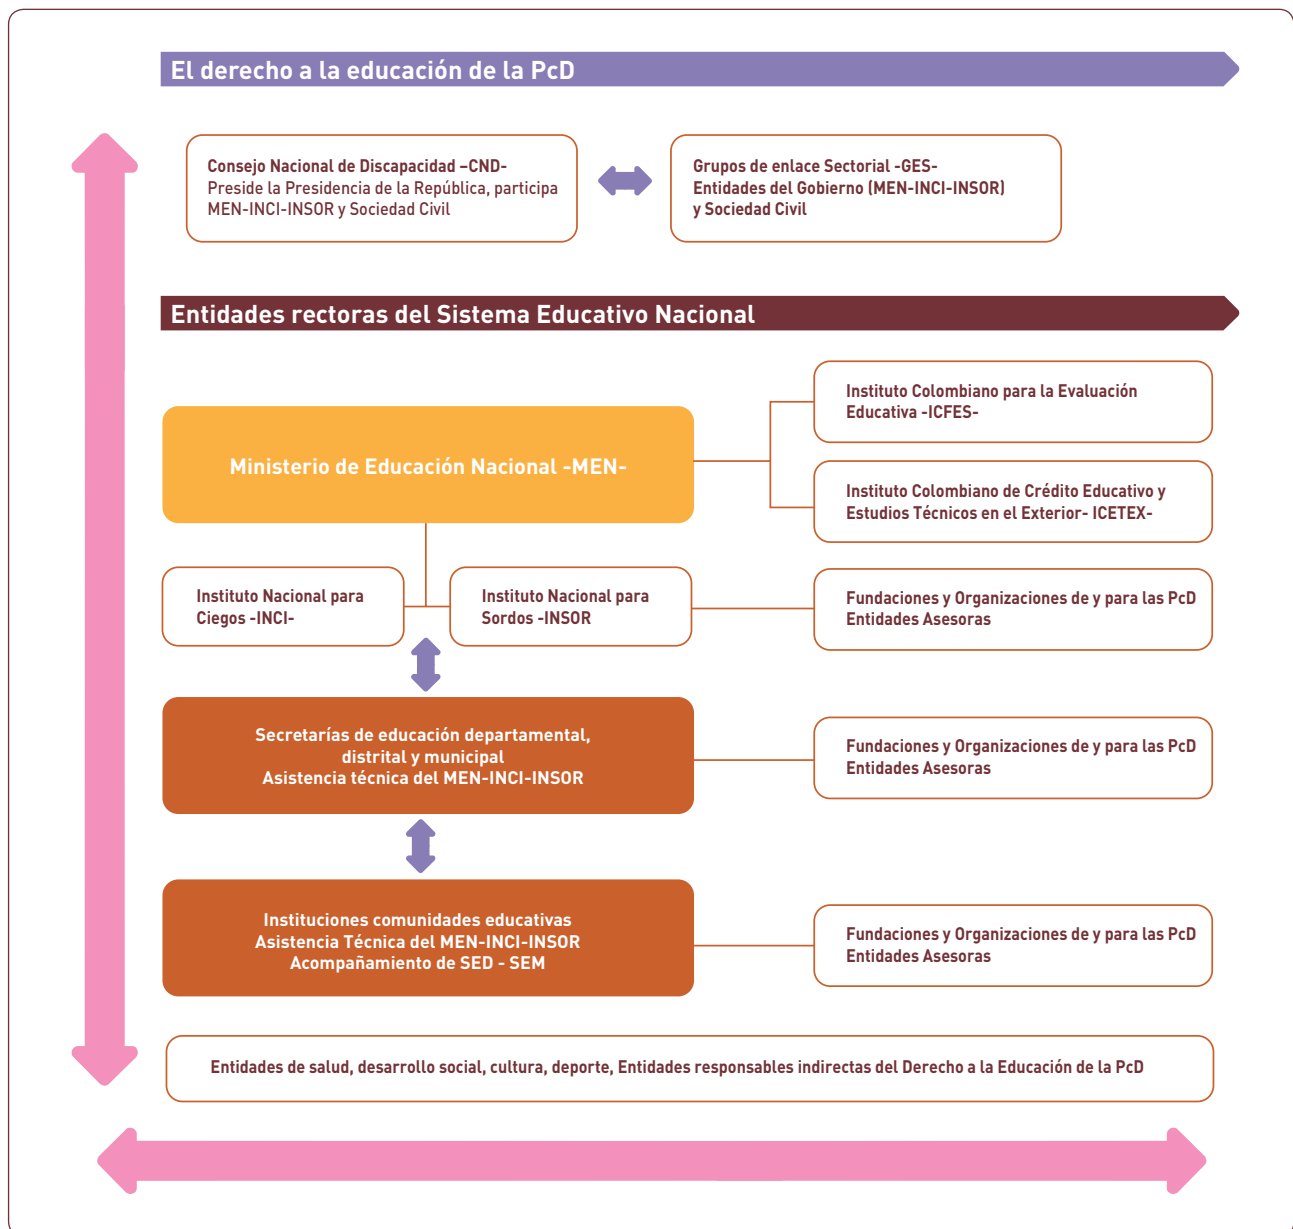 El derecho a la educación de la PcD
Consejo Nacional de Discapacidad –CND-
Preside la Presidencia de la República, participa
MEN-INCI-INSOR y Sociedad Civil
Grupos de enlace Sectorial -GES-
Entidades del Gobierno (MEN-INCI-INSOR)
y Sociedad Civil
Entidades rectoras del Sistema Educativo Nacional
Ministerio de Educación Nacional -MEN-
Instituto Colombiano para la Evaluación
Educativa -ICFES-
Instituto Colombiano de Crédito Educativo y
Estudios Técnicos en el Exterior- ICETEX-
Instituto Nacional para
Ciegos -INCI-
Instituto Nacional para
Sordos -INSOR
Fundaciones y Organizaciones de y para las PcD
Entidades Asesoras
Secretarías de educación departamental,
distrital y municipal
Asistencia técnica del MEN-INCI-INSOR
Fundaciones y Organizaciones de y para las PcD
Entidades Asesoras
Instituciones comunidades educativas
Asistencia Técnica del MEN-INCI-INSOR
Acompañamiento de SED - SEM
Fundaciones y Organizaciones de y para las PcD
Entidades Asesoras
Entidades de salud, desarrollo social, cultura, deporte, Entidades responsables indirectas del Derecho a la Educación de la PcD